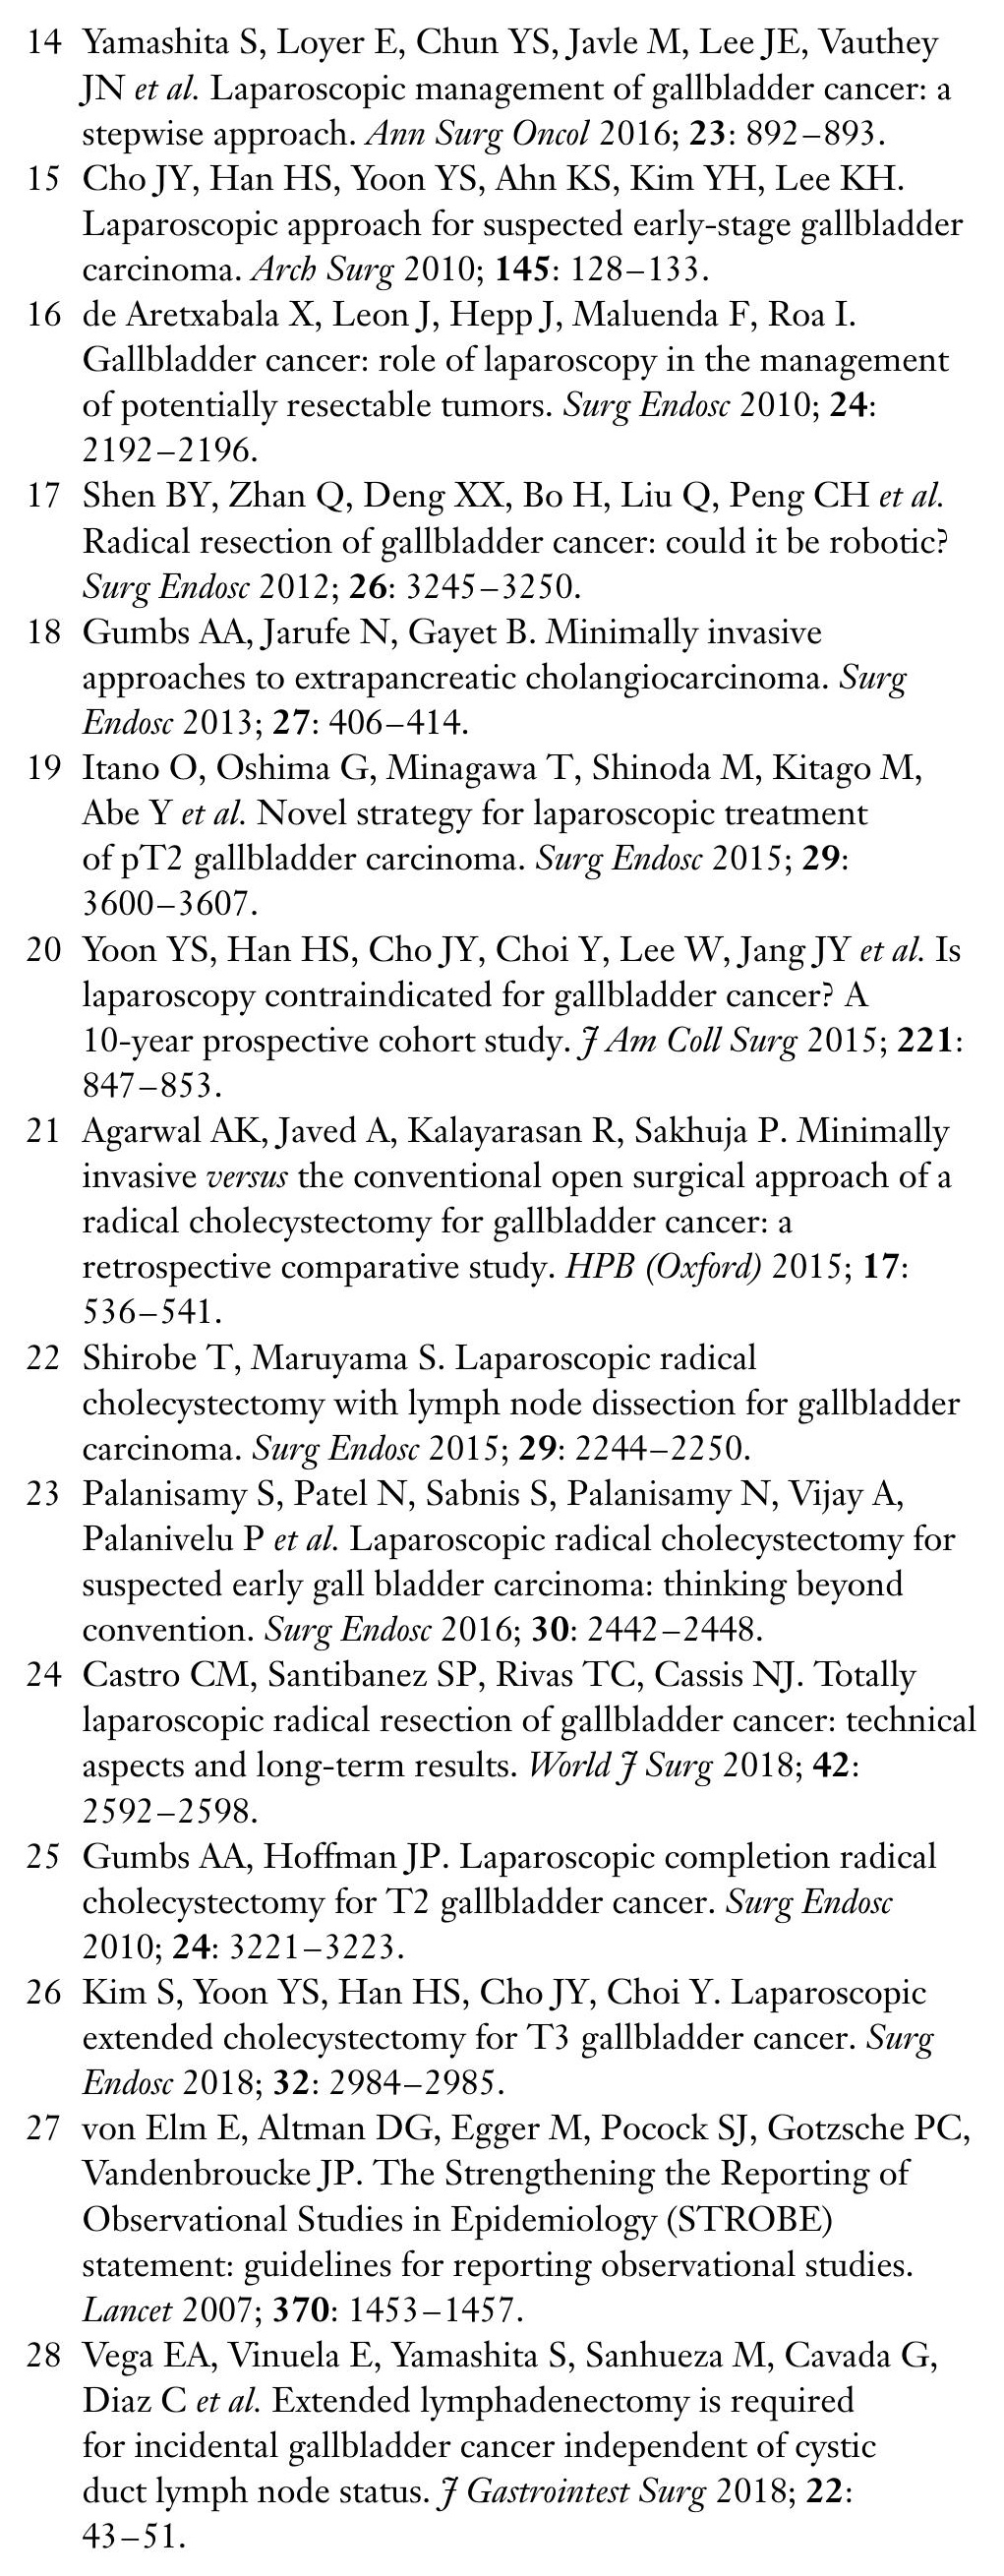 14 Yamashita S, Loyer E, Chun YS, Javle M, Lee JE, Vauthey
JN et al. Laparoscopic management of gallbladder cancer: a
stepwise approach. Ann Surg Oncol 2016; 23: 892–893.
15 Cho JY, Han HS, Yoon YS, Ahn KS, Kim YH, Lee KH.
Laparoscopic approach for suspected early-stage gallbladder
carcinoma. Arch Surg 2010; 145: 128–133.
16 de Aretxabala X, Leon J, Hepp J, Maluenda F, Roa I.
Gallbladder cancer: role of laparoscopy in the management
of potentially resectable tumors. Surg Endosc 2010; 24:
2192–2196.
17 Shen BY, Zhan Q, Deng XX, Bo H, Liu Q, Peng CH et al.
Radical resection of gallbladder cancer: could it be robotic?
Surg Endosc 2012; 26: 3245–3250.
18 Gumbs AA, Jarufe N, Gayet B. Minimally invasive
approaches to extrapancreatic cholangiocarcinoma. Surg
Endosc 2013; 27: 406–414.
19 Itano O, Oshima G, Minagawa T, Shinoda M, Kitago M,
Abe Y et al. Novel strategy for laparoscopic treatment
of pT2 gallbladder carcinoma. Surg Endosc 2015; 29:
3600–3607.
20 Yoon YS, Han HS, Cho JY, Choi Y, Lee W, Jang JY et al. Is
laparoscopy contraindicated for gallbladder cancer? A
10-year prospective cohort study. J Am Coll Surg 2015; 221:
847–853.
21 Agarwal AK, Javed A, Kalayarasan R, Sakhuja P. Minimally
invasive versus the conventional open surgical approach of a
radical cholecystectomy for gallbladder cancer: a
retrospective comparative study. HPB (Oxford) 2015; 17:
536–541.
22 Shirobe T, Maruyama S. Laparoscopic radical
cholecystectomy with lymph node dissection for gallbladder
carcinoma. Surg Endosc 2015; 29: 2244–2250.
23 Palanisamy S, Patel N, Sabnis S, Palanisamy N, Vijay A,
Palanivelu P et al. Laparoscopic radical cholecystectomy for
suspected early gall bladder carcinoma: thinking beyond
convention. Surg Endosc 2016; 30: 2442–2448.
24 Castro CM, Santibanez SP, Rivas TC, Cassis NJ. Totally
laparoscopic radical resection of gallbladder cancer: technical
aspects and long-term results. World J Surg 2018; 42:
2592–2598.
25 Gumbs AA, Hoffman JP. Laparoscopic completion radical
cholecystectomy for T2 gallbladder cancer. Surg Endosc
2010; 24: 3221–3223.
26 Kim S, Yoon YS, Han HS, Cho JY, Choi Y. Laparoscopic
extended cholecystectomy for T3 gallbladder cancer. Surg
Endosc 2018; 32: 2984–2985.
27 von Elm E, Altman DG, Egger M, Pocock SJ, Gotzsche PC,
Vandenbroucke JP. The Strengthening the Reporting of
Observational Studies in Epidemiology (STROBE)
statement: guidelines for reporting observational studies.
Lancet 2007; 370: 1453–1457.
28 Vega EA, Vinuela E, Yamashita S, Sanhueza M, Cavada G,
Diaz C et al. Extended lymphadenectomy is required
for incidental gallbladder cancer independent of cystic
duct lymph node status. J Gastrointest Surg 2018; 22:
43–51.